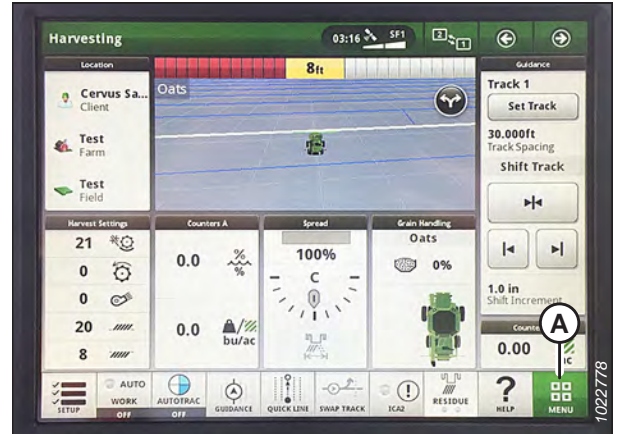 Harvesting
03:16
SF1
2
1
Location
Cervus Sa...
Client
Test
Farm
Test
Field
8ft
Oats
Guidance
Track 1
Set Track
30.000ft
Track Spacing
Shift Track
1.0 in
Shift Increment
Harvest Settings
21
0
0
20
8
Counters A
0.0 %
%
0.0
bu/ac
Spread
100%
C
Grain Handling
Oats
0%
0.00
ac
A
SETUP
AUTO
WORK
OFF
AUTOTRAC
OFF
GUIDANCE
QUICK LINE
SWAP TRACK
ICA2
RESIDUE
?
HELP
MENU
1022778